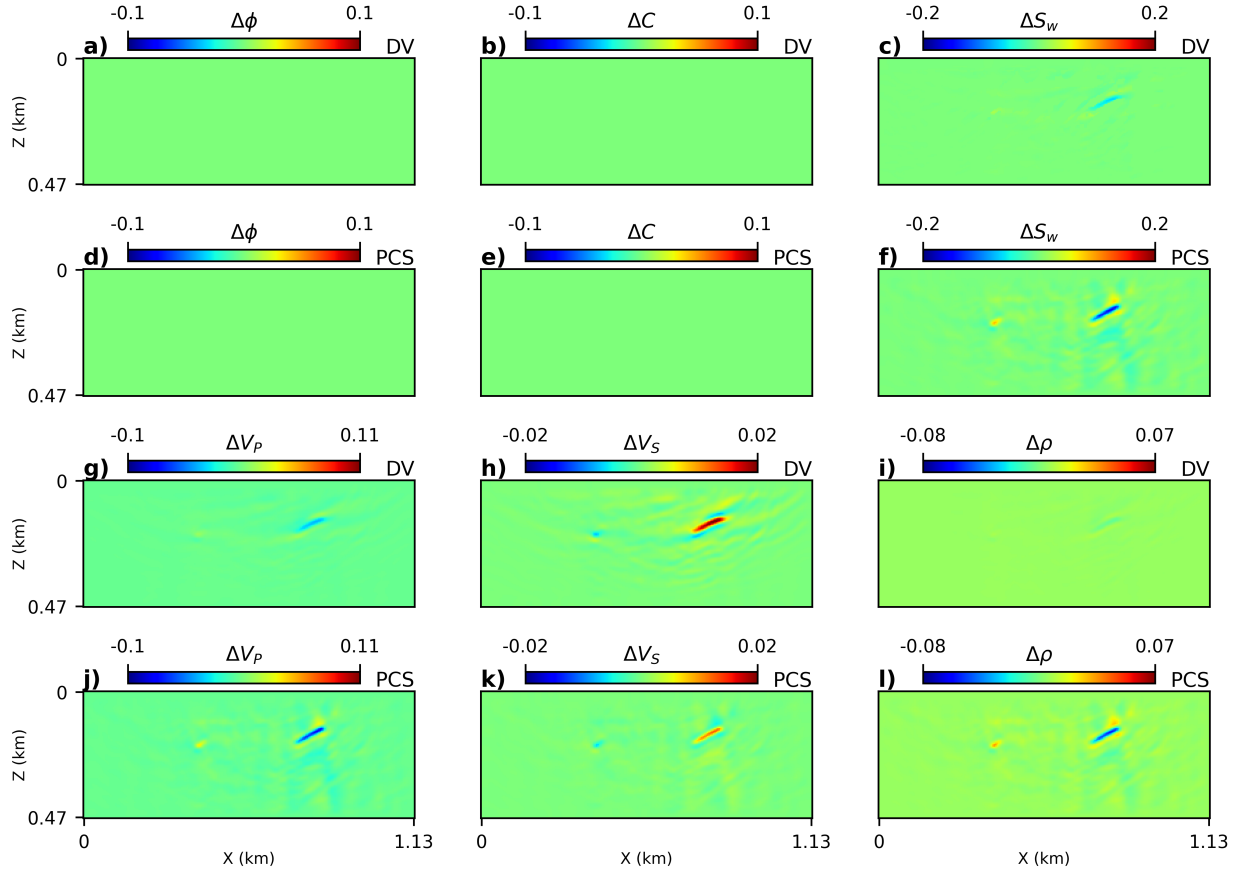 -0.1 Δϕ 0.1 -0.1 ΔC 0.1 -0.2 ΔS_w 0.2
a) DV b) DV c) DV
0
Z (km)
0.47
-0.1 Δϕ 0.1 -0.1 ΔC 0.1 -0.2 ΔS_w 0.2
d) PCS e) PCS f) PCS
0
Z (km)
0.47
-0.1 ΔV_P 0.11 -0.02 ΔV_S 0.02 -0.08 Δρ 0.07
g) DV h) DV i) DV
0
Z (km)
0.47
-0.1 ΔV_P 0.11 -0.02 ΔV_S 0.02 -0.08 Δρ 0.07
j) PCS k) PCS l) PCS
0
Z (km)
0.47
0 1.13 0 1.13 0 1.13
X (km) X (km) X (km)